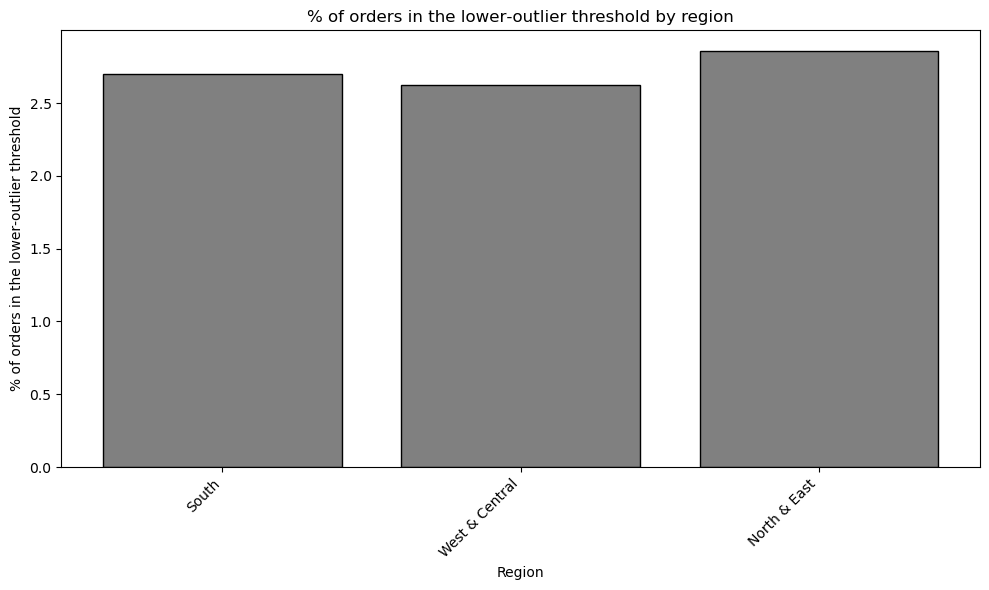 % of orders in the lower-outlier threshold by region
% of orders in the lower-outlier threshold
2.5
2.0
1.5
1.0
0.5
0.0
South
West & Central
North & East
Region